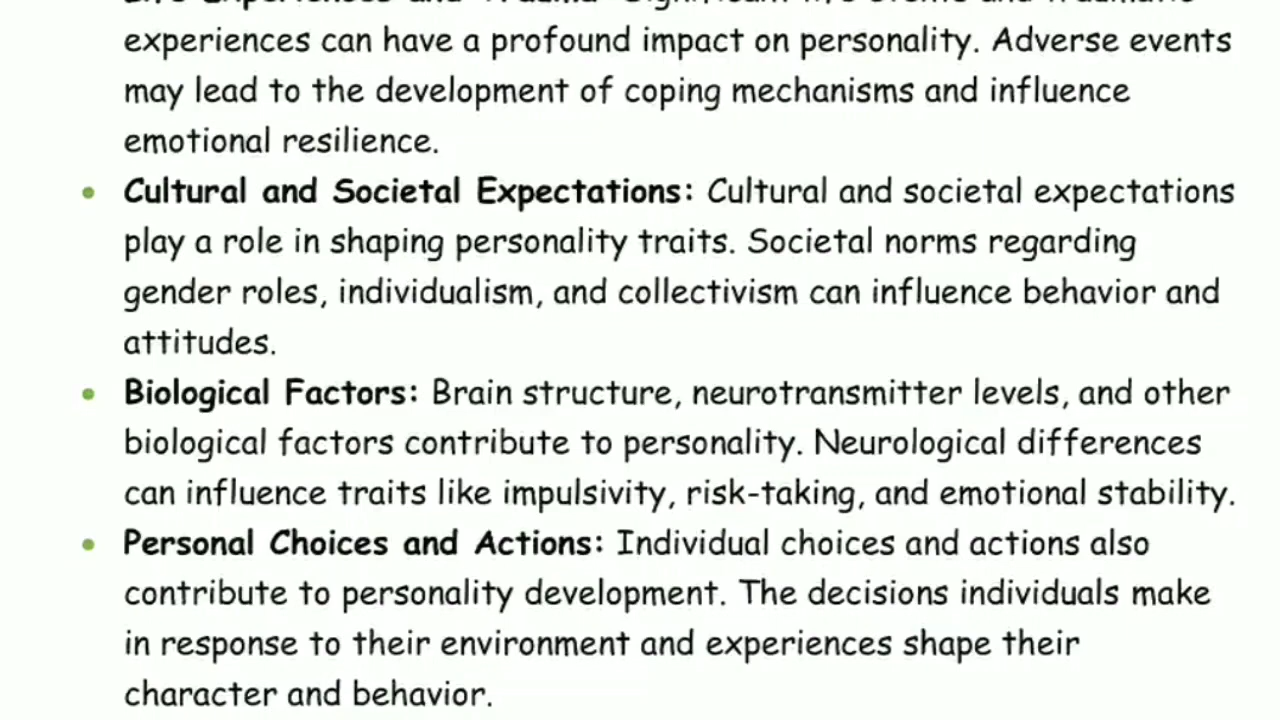 experiences can have a profound impact on personality. Adverse events
may lead to the development of coping mechanisms and influence
emotional resilience.
• Cultural and Societal Expectations: Cultural and societal expectations
play a role in shaping personality traits. Societal norms regarding
gender roles, individualism, and collectivism can influence behavior and
attitudes.
• Biological Factors: Brain structure, neurotransmitter levels, and other
biological factors contribute to personality. Neurological differences
can influence traits like impulsivity, risk-taking, and emotional stability.
• Personal Choices and Actions: Individual choices and actions also
contribute to personality development. The decisions individuals make
in response to their environment and experiences shape their
character and behavior.